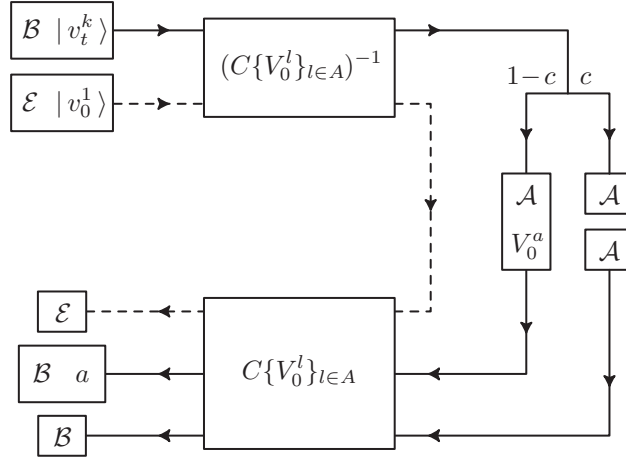 B | v_t^k ⟩
(C{V_0^l}_{l∈A})^{-1}
1−c c
E | v_0^1 ⟩
A
V_0^a
A
A
E
B a
C{V_0^l}_{l∈A}
B